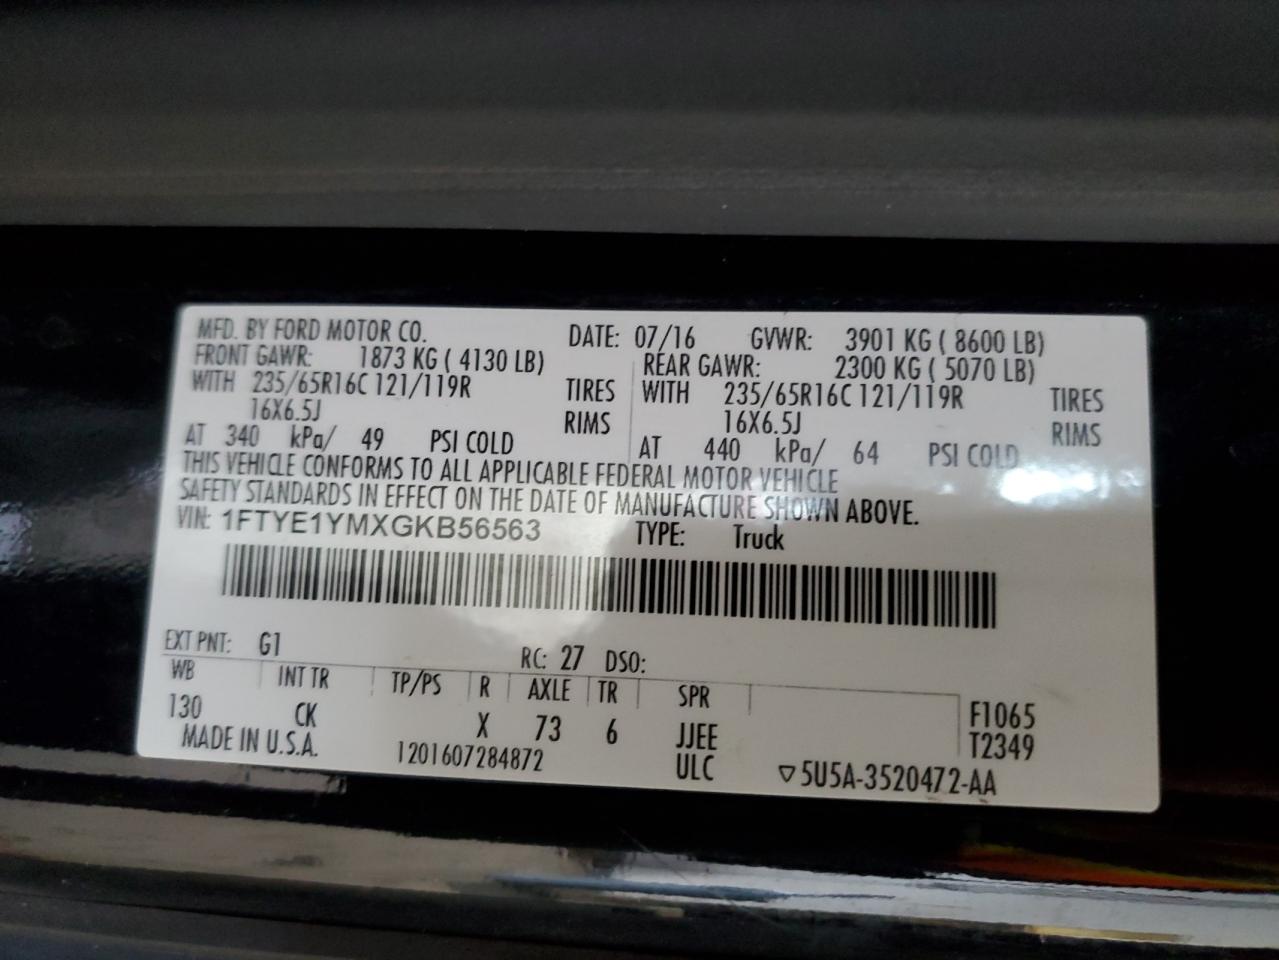 MFD. BY FORD MOTOR CO. DATE: 07/16 GVWR: 3901 KG ( 8600 LB)
FRONT GAWR: 1873 KG ( 4130 LB) REAR GAWR: 2300 KG ( 5070 LB)
WITH 235/65R16C 121/119R TIRES WITH 235/65R16C 121/119R TIRES
16X6.5J RIMS 16X6.5J RIMS
AT 340 kPa/ 49 PSI COLD AT 440 kPa/ 64 PSI COLD
THIS VEHICLE CONFORMS TO ALL APPLICABLE FEDERAL MOTOR VEHICLE
SAFETY STANDARDS IN EFFECT ON THE DATE OF MANUFACTURE SHOWN ABOVE.
VIN: 1FTYE1YMXGKB56563 TYPE: Truck
EXT PNT: G1 RC: 27 DSO:
WB INT TR TP/PS R AXLE TR SPR
130 CK X 73 6 JJEE F1065
MADE IN U.S.A. 1201607284872 ULC T2349
▽5U5A-3520472-AA